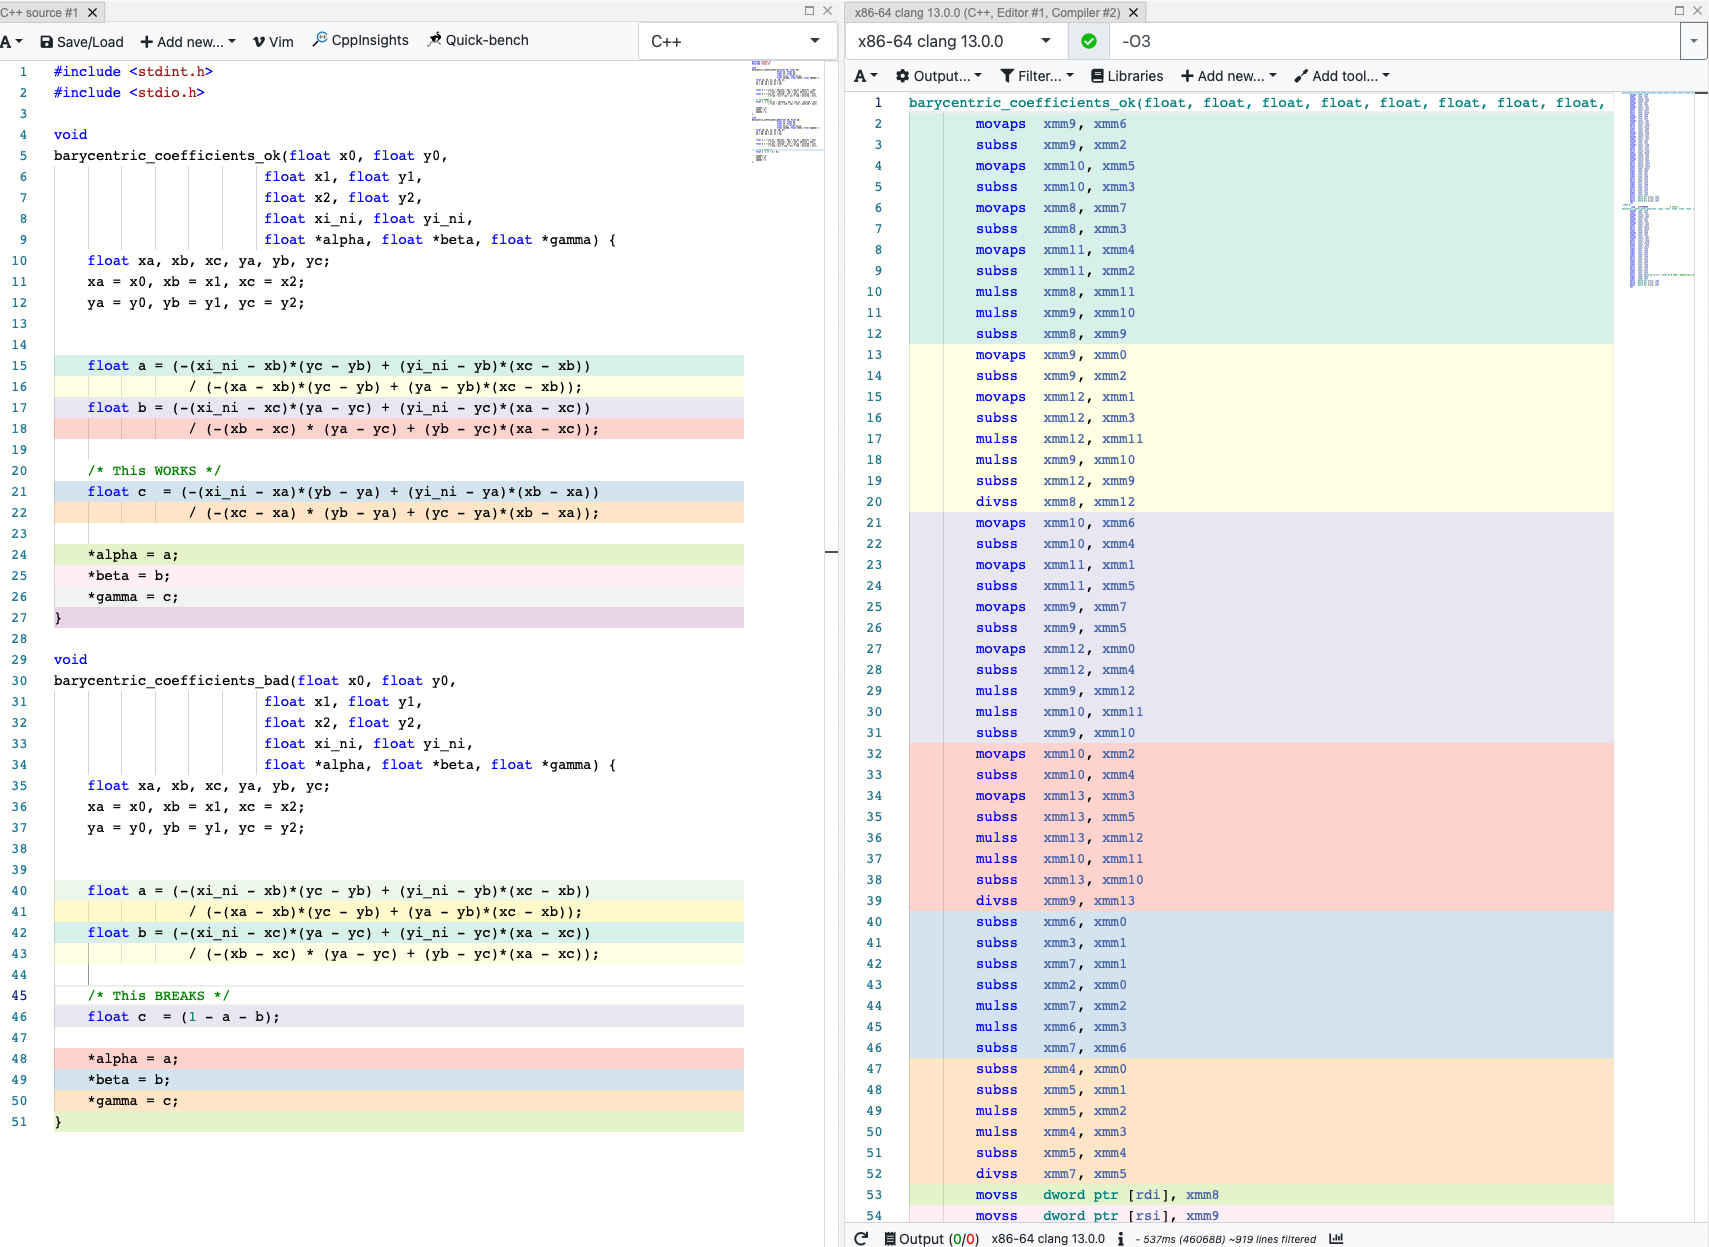 C++ source #1
A Save/Load + Add new... Vim CppInsights Quick-bench C++
1 #include <stdint.h>
2 #include <stdio.h>
3
4 void
5 barycentric_coefficients_ok(float x0, float y0,
6 float x1, float y1,
7 float x2, float y2,
8 float xi_ni, float yi_ni,
9 float *alpha, float *beta, float *gamma) {
10 float xa, xb, xc, ya, yb, yc;
11 xa = x0, xb = x1, xc = x2;
12 ya = y0, yb = y1, yc = y2;
13
14
15 float a = (-(xi_ni - xb)*(yc - yb) + (yi_ni - yb)*(xc - xb))
16 / (-(xa - xb)*(yc - yb) + (ya - yb)*(xc - xb));
17 float b = (-(xi_ni - xc)*(ya - yc) + (yi_ni - yc)*(xa - xc))
18 / (-(xb - xc) * (ya - yc) + (yb - yc)*(xa - xc));
19
20 /* This WORKS */
21 float c  = (-(xi_ni - xa)*(yb - ya) + (yi_ni - ya)*(xb - xa))
22 / (-(xc - xa) * (yb - ya) + (yc - ya)*(xb - xa));
23
24 *alpha = a;
25 *beta = b;
26 *gamma = c;
27 }
28
29 void
30 barycentric_coefficients_bad(float x0, float y0,
31 float x1, float y1,
32 float x2, float y2,
33 float xi_ni, float yi_ni,
34 float *alpha, float *beta, float *gamma) {
35 float xa, xb, xc, ya, yb, yc;
36 xa = x0, xb = x1, xc = x2;
37 ya = y0, yb = y1, yc = y2;
38
39
40 float a = (-(xi_ni - xb)*(yc - yb) + (yi_ni - yb)*(xc - xb))
41 / (-(xa - xb)*(yc - yb) + (ya - yb)*(xc - xb));
42 float b = (-(xi_ni - xc)*(ya - yc) + (yi_ni - yc)*(xa - xc))
43 / (-(xb - xc) * (ya - yc) + (yb - yc)*(xa - xc));
44
45 /* This BREAKS */
46 float c  = (1 - a - b);
47
48 *alpha = a;
49 *beta = b;
50 *gamma = c;
51 }
x86-64 clang 13.0.0 (C++, Editor #1, Compiler #2)
x86-64 clang 13.0.0 -O3
A Output... Filter... Libraries + Add new... Add tool...
1 barycentric_coefficients_ok(float, float, float, float, float, float, float, float,
2 movaps xmm9, xmm6
3 subss xmm9, xmm2
4 movaps xmm10, xmm5
5 subss xmm10, xmm3
6 movaps xmm8, xmm7
7 subss xmm8, xmm3
8 movaps xmm11, xmm4
9 subss xmm11, xmm2
10 mulss xmm8, xmm11
11 mulss xmm9, xmm10
12 subss xmm8, xmm9
13 movaps xmm9, xmm0
14 subss xmm9, xmm2
15 movaps xmm12, xmm1
16 subss xmm12, xmm3
17 mulss xmm12, xmm11
18 mulss xmm9, xmm10
19 subss xmm12, xmm9
20 divss xmm8, xmm12
21 movaps xmm10, xmm6
22 subss xmm10, xmm4
23 movaps xmm11, xmm1
24 subss xmm11, xmm5
25 movaps xmm9, xmm7
26 subss xmm9, xmm5
27 movaps xmm12, xmm0
28 subss xmm12, xmm4
29 mulss xmm9, xmm12
30 mulss xmm10, xmm11
31 subss xmm9, xmm10
32 movaps xmm10, xmm2
33 subss xmm10, xmm4
34 movaps xmm13, xmm3
35 subss xmm13, xmm5
36 mulss xmm13, xmm12
37 mulss xmm10, xmm11
38 subss xmm13, xmm10
39 divss xmm9, xmm13
40 subss xmm6, xmm0
41 subss xmm3, xmm1
42 subss xmm7, xmm1
43 subss xmm2, xmm0
44 mulss xmm7, xmm2
45 mulss xmm6, xmm3
46 subss xmm7, xmm6
47 subss xmm4, xmm0
48 subss xmm5, xmm1
49 mulss xmm5, xmm2
50 mulss xmm4, xmm3
51 subss xmm5, xmm4
52 divss xmm7, xmm5
53 movss dword ptr [rdi], xmm8
54 movss dword ptr [rsi], xmm9
Output (0/0) x86-64 clang 13.0.0 i - 537ms (46068B) ~919 lines filtered